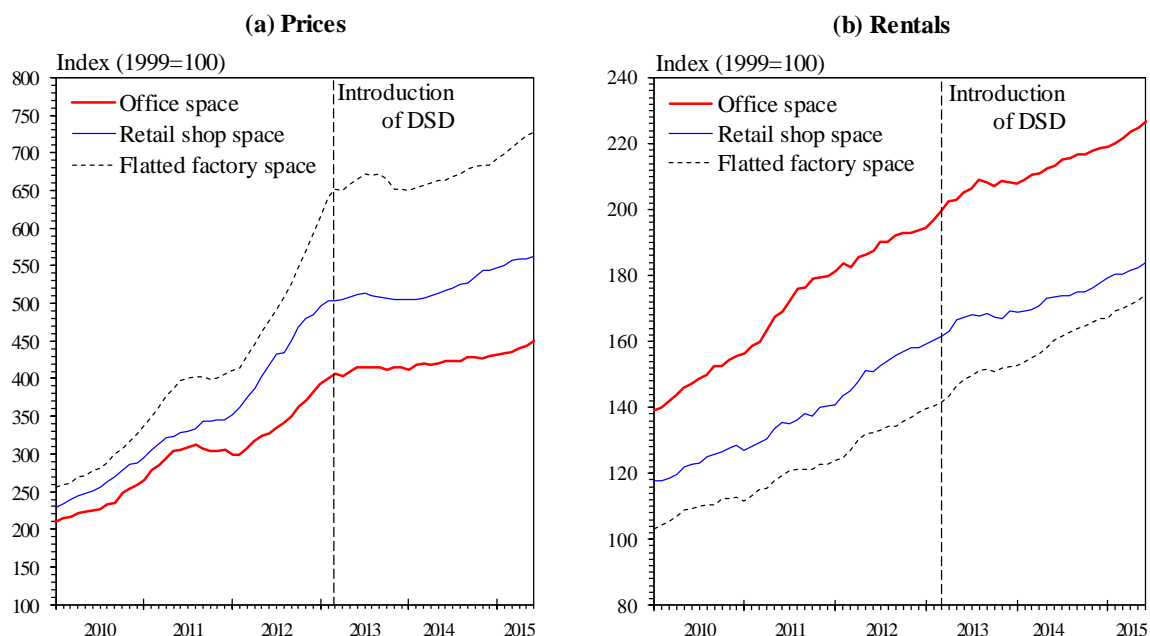 (a) Prices
Index (1999=100)
800
750
700
650
600
550
500
450
400
350
300
250
200
150
100
Office space
Retail shop space
Flatted factory space
Introduction
of DSD
2010 2011 2012 2013 2014 2015
(b) Rentals
Index (1999=100)
240
220
200
180
160
140
120
100
80
Office space
Retail shop space
Flatted factory space
Introduction
of DSD
2010 2011 2012 2013 2014 2015